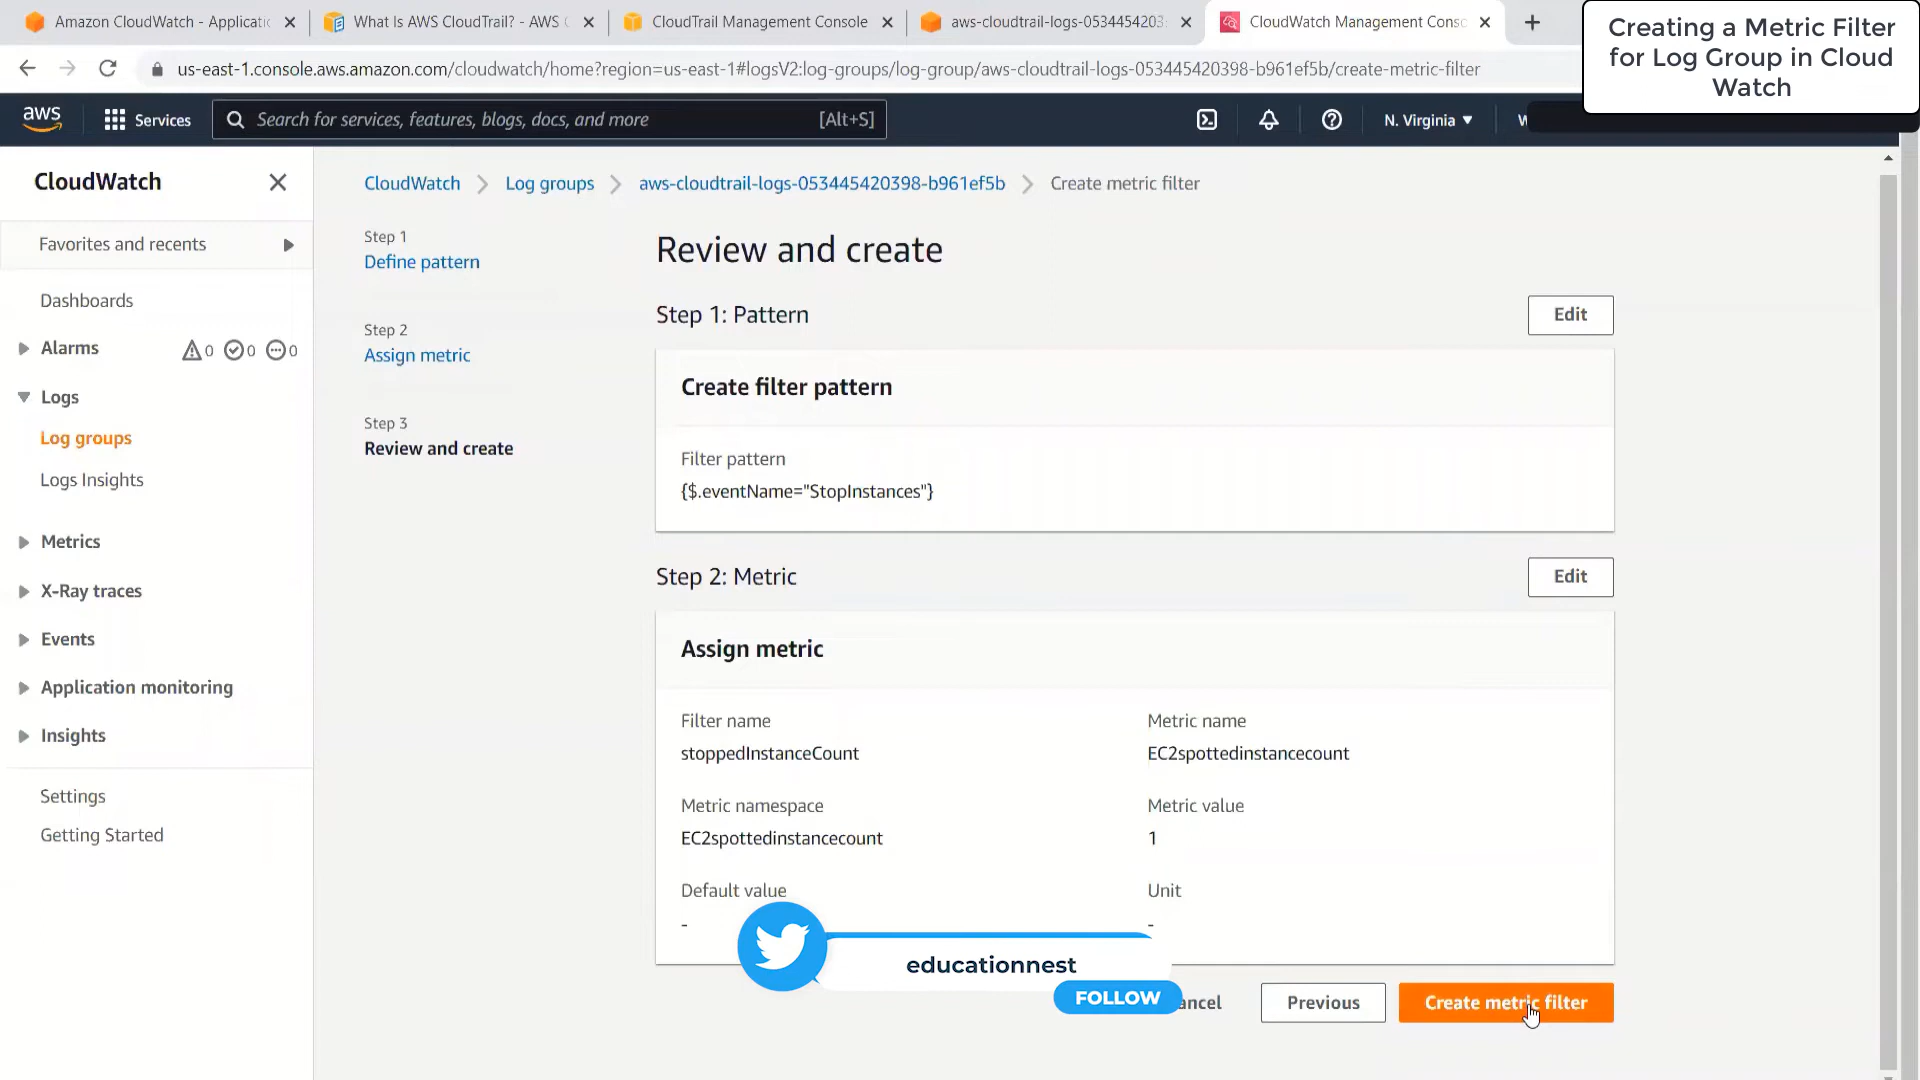 Amazon CloudWatch - Applicatio
What Is AWS CloudTrail? - AWS C
CloudTrail Management Console
aws-cloudtrail-logs-0534454203
CloudWatch Management Conso
Creating a Metric Filter
for Log Group in Cloud
Watch
us-east-1.console.aws.amazon.com/cloudwatch/home?region=us-east-1#logsV2:log-groups/log-group/aws-cloudtrail-logs-053445420398-b961ef5b/create-metric-filter
aws
Services
Search for services, features, blogs, docs, and more
[Alt+S]
N. Virginia
CloudWatch
Favorites and recents
Dashboards
Alarms
0
0
0
Logs
Log groups
Logs Insights
Metrics
X-Ray traces
Events
Application monitoring
Insights
Settings
Getting Started
CloudWatch
Log groups
aws-cloudtrail-logs-053445420398-b961ef5b
Create metric filter
Step 1
Define pattern
Step 2
Assign metric
Step 3
Review and create
Review and create
Step 1: Pattern
Edit
Create filter pattern
Filter pattern
{$.eventName="StopInstances"}
Step 2: Metric
Edit
Assign metric
Filter name
stoppedInstanceCount
Metric name
EC2spottedinstancecount
Metric namespace
EC2spottedinstancecount
Metric value
1
Default value
-
Unit
-
educationnest
FOLLOW
ancel
Previous
Create metric filter